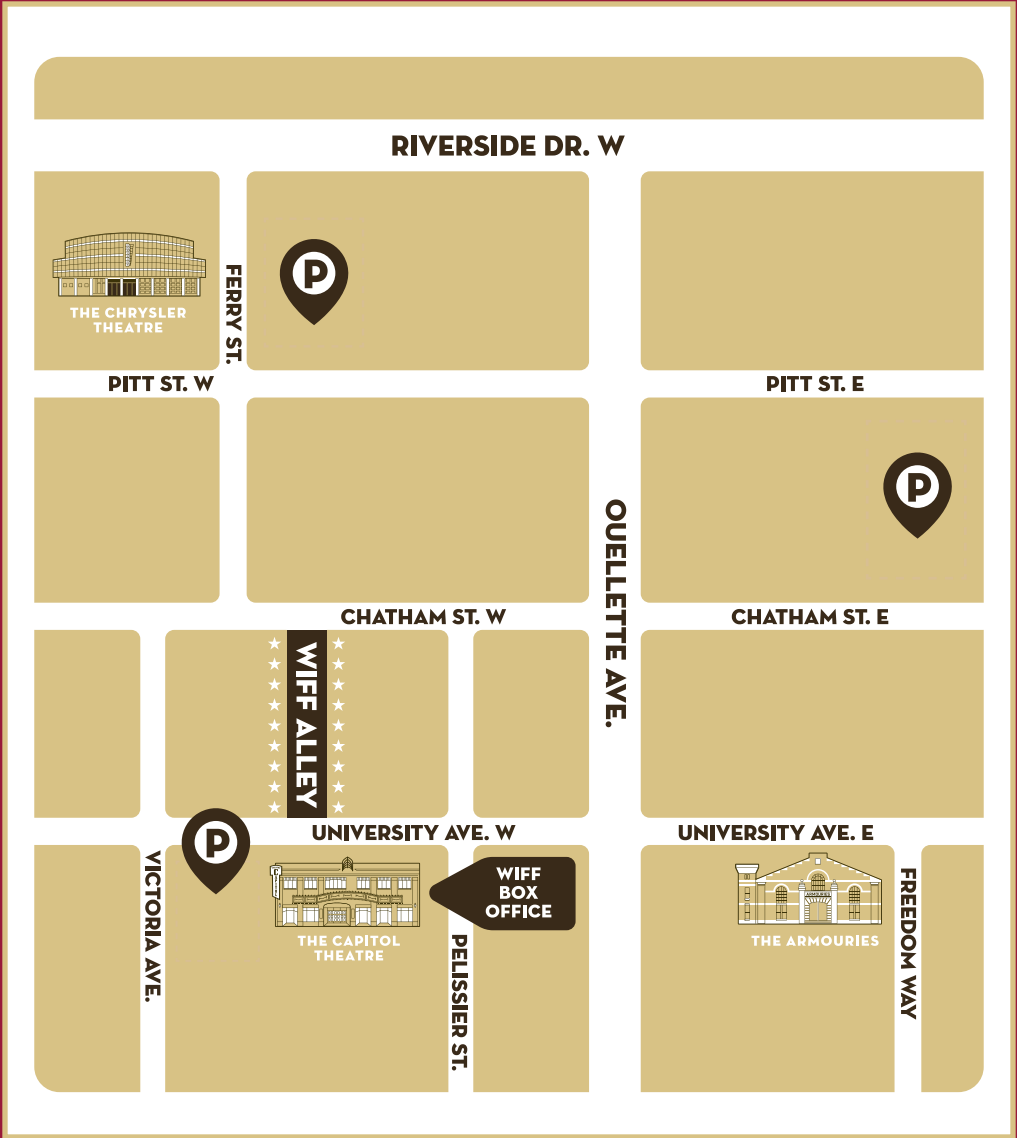 RIVERSIDE DR. W
P
THE CHRYSLER
THEATRE
FERRY ST.
PITT ST. W
PITT ST. E
P
OUELLETTE AVE.
CHATHAM ST. W
CHATHAM ST. E
WIFF ALLEY
P
UNIVERSITY AVE. W
UNIVERSITY AVE. E
VICTORIA AVE.
WIFF
BOX
OFFICE
ARMOURIES
THE CAPITOL
THEATRE
PELISSIER ST.
THE ARMOURIES
FREEDOM WAY